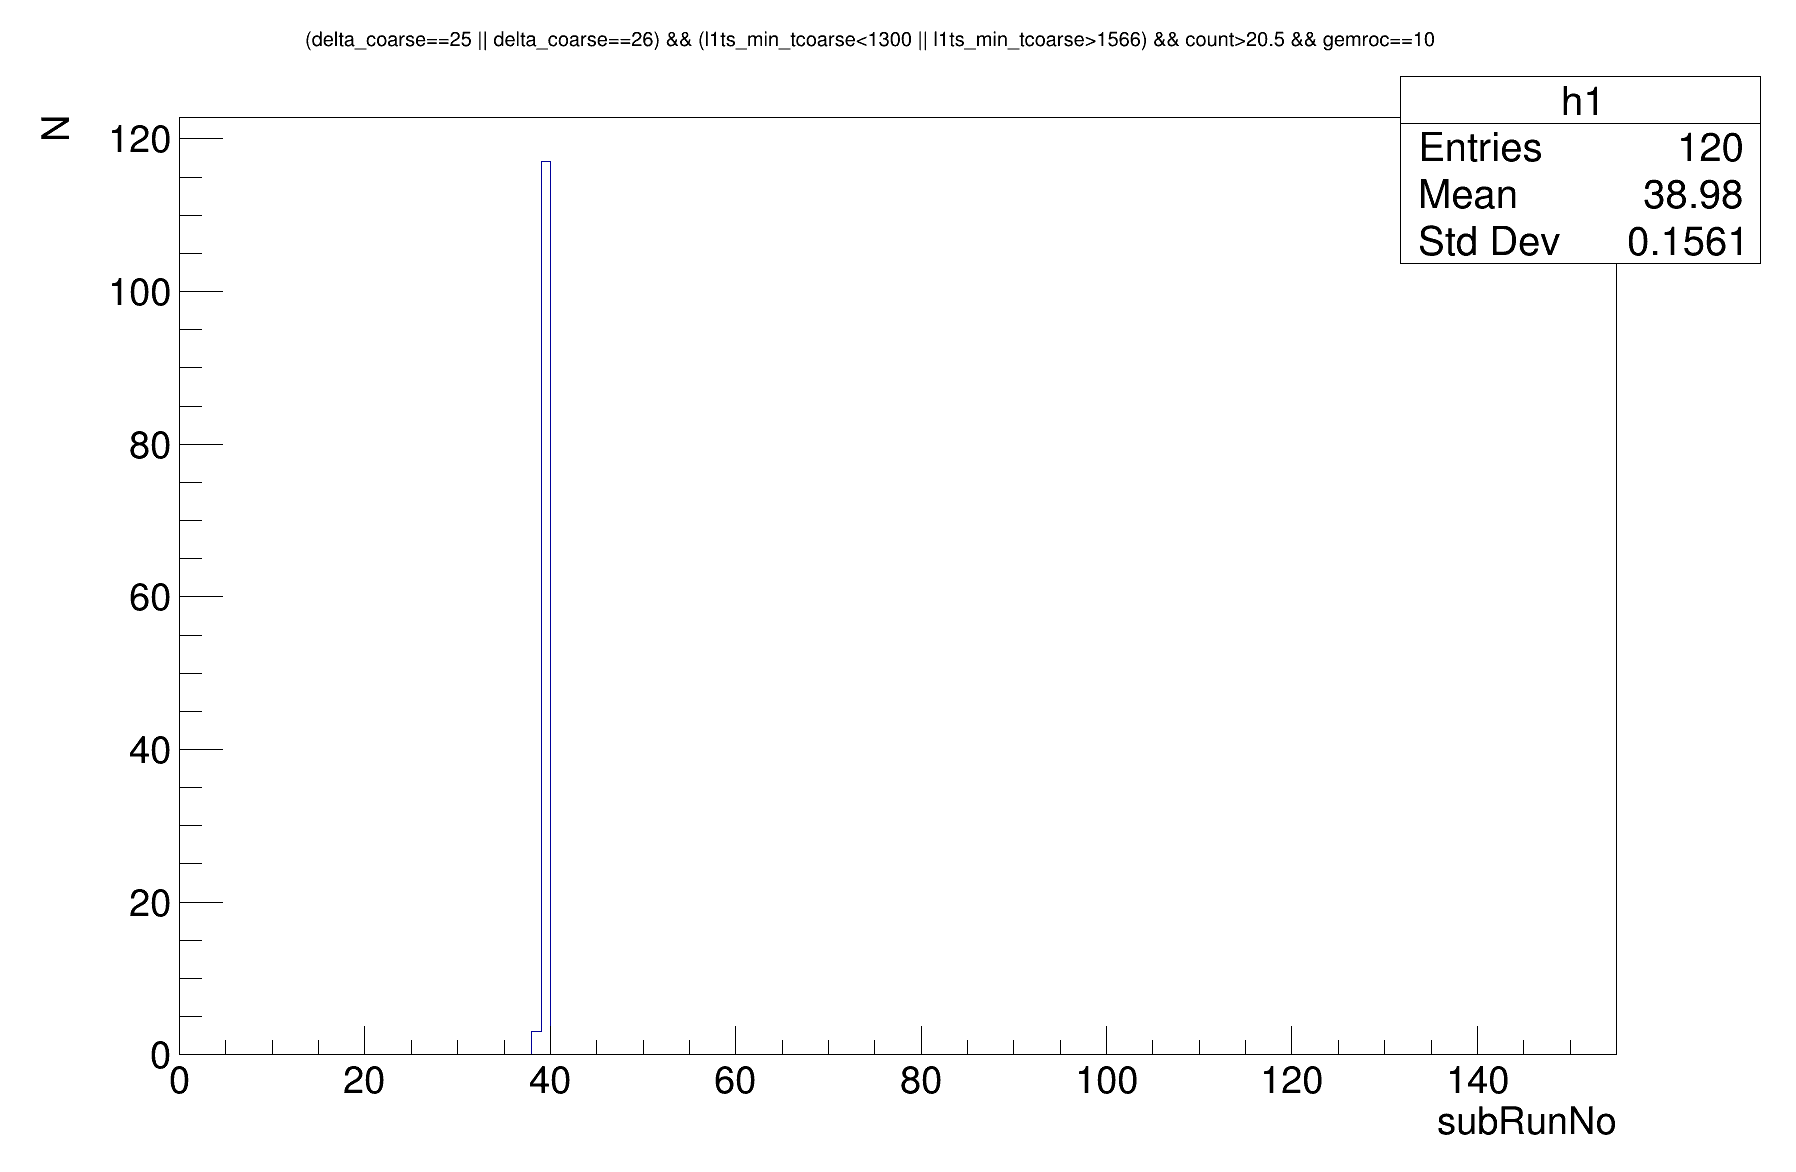 (delta_coarse==25 || delta_coarse==26) && (l1ts_min_tcoarse<1300 || l1ts_min_tcoarse>1566) && count>20.5 && gemroc==10
h1
Entries 120
Mean 38.98
Std Dev 0.1561
N
120
100
80
60
40
20
0
0 20 40 60 80 100 120 140
subRunNo